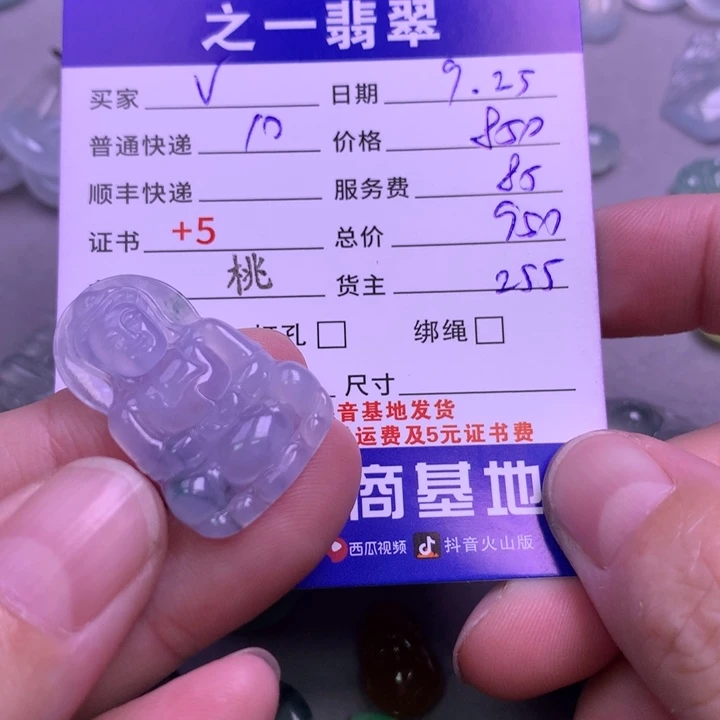 之一翡翠
买家 √ 日期 9.25
普通快递 10 价格 850
顺丰快递 服务费 85
证书 +5 总价 950
桃 货主 255
打孔 □ 绑绳 □
尺寸
音基地发货
运费及5元证书费
商基地
西瓜视频 抖音火山版